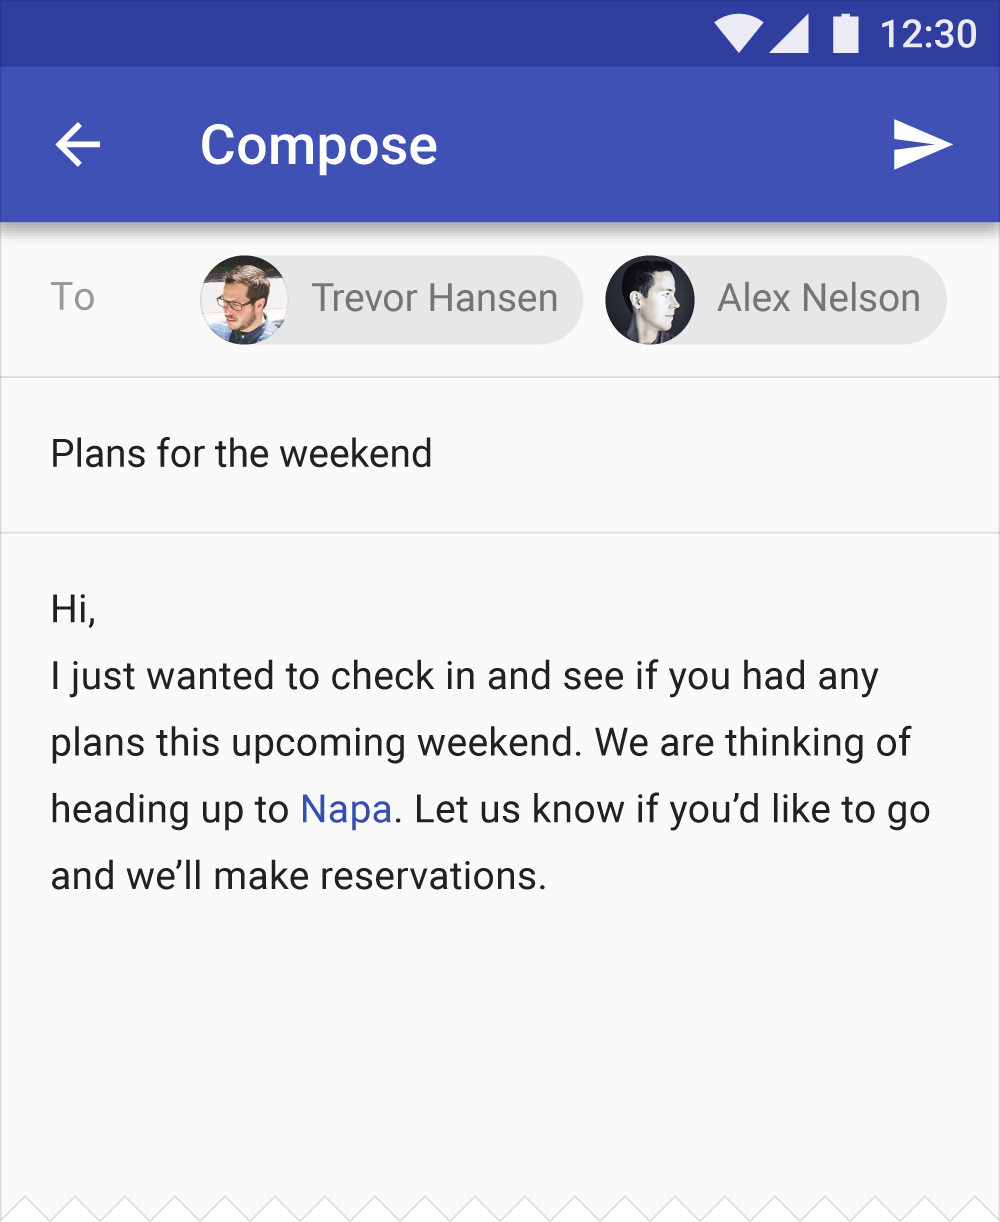 12:30
Compose
To Trevor Hansen Alex Nelson
Plans for the weekend
Hi,
I just wanted to check in and see if you had any
plans this upcoming weekend. We are thinking of
heading up to Napa. Let us know if you’d like to go
and we’ll make reservations.